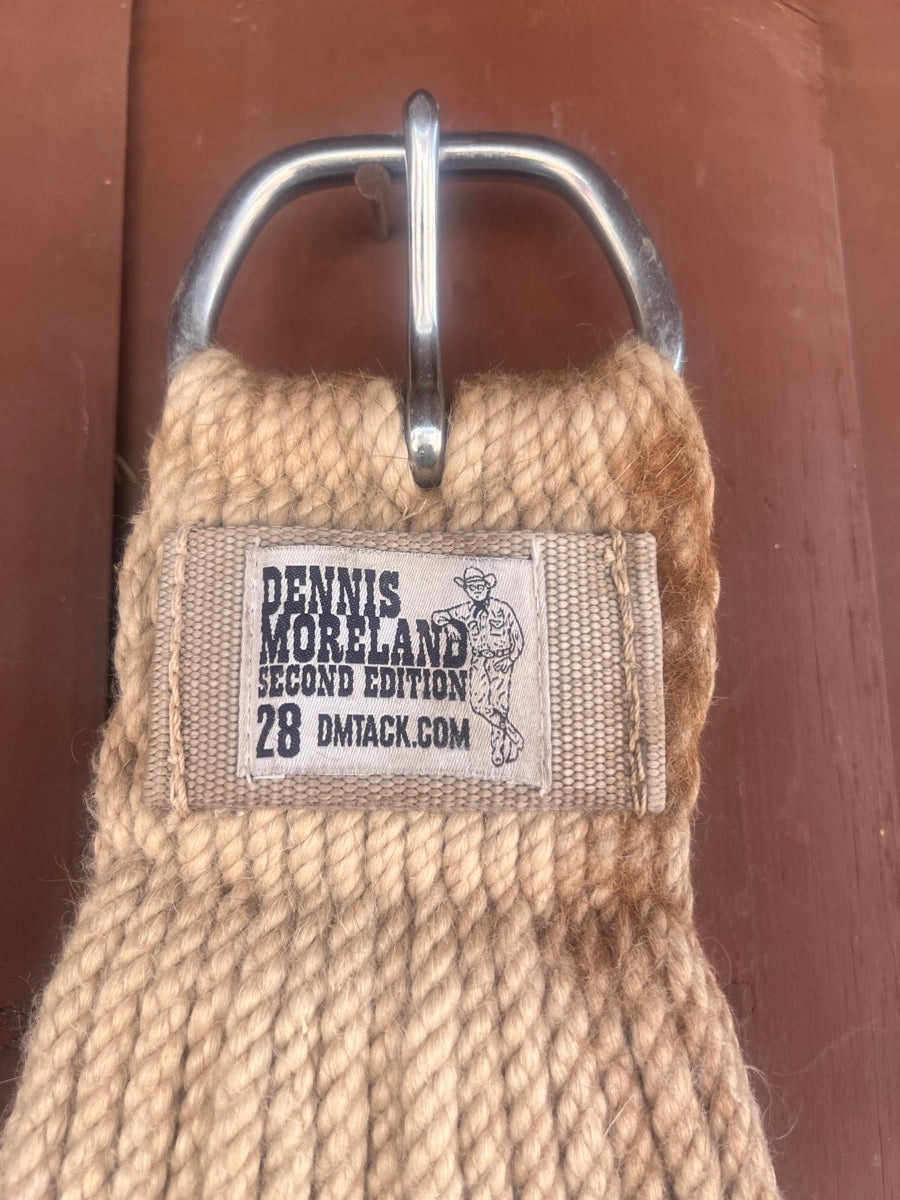 DENNIS
MORELAND
SECOND EDITION
28 DMTACK.COM